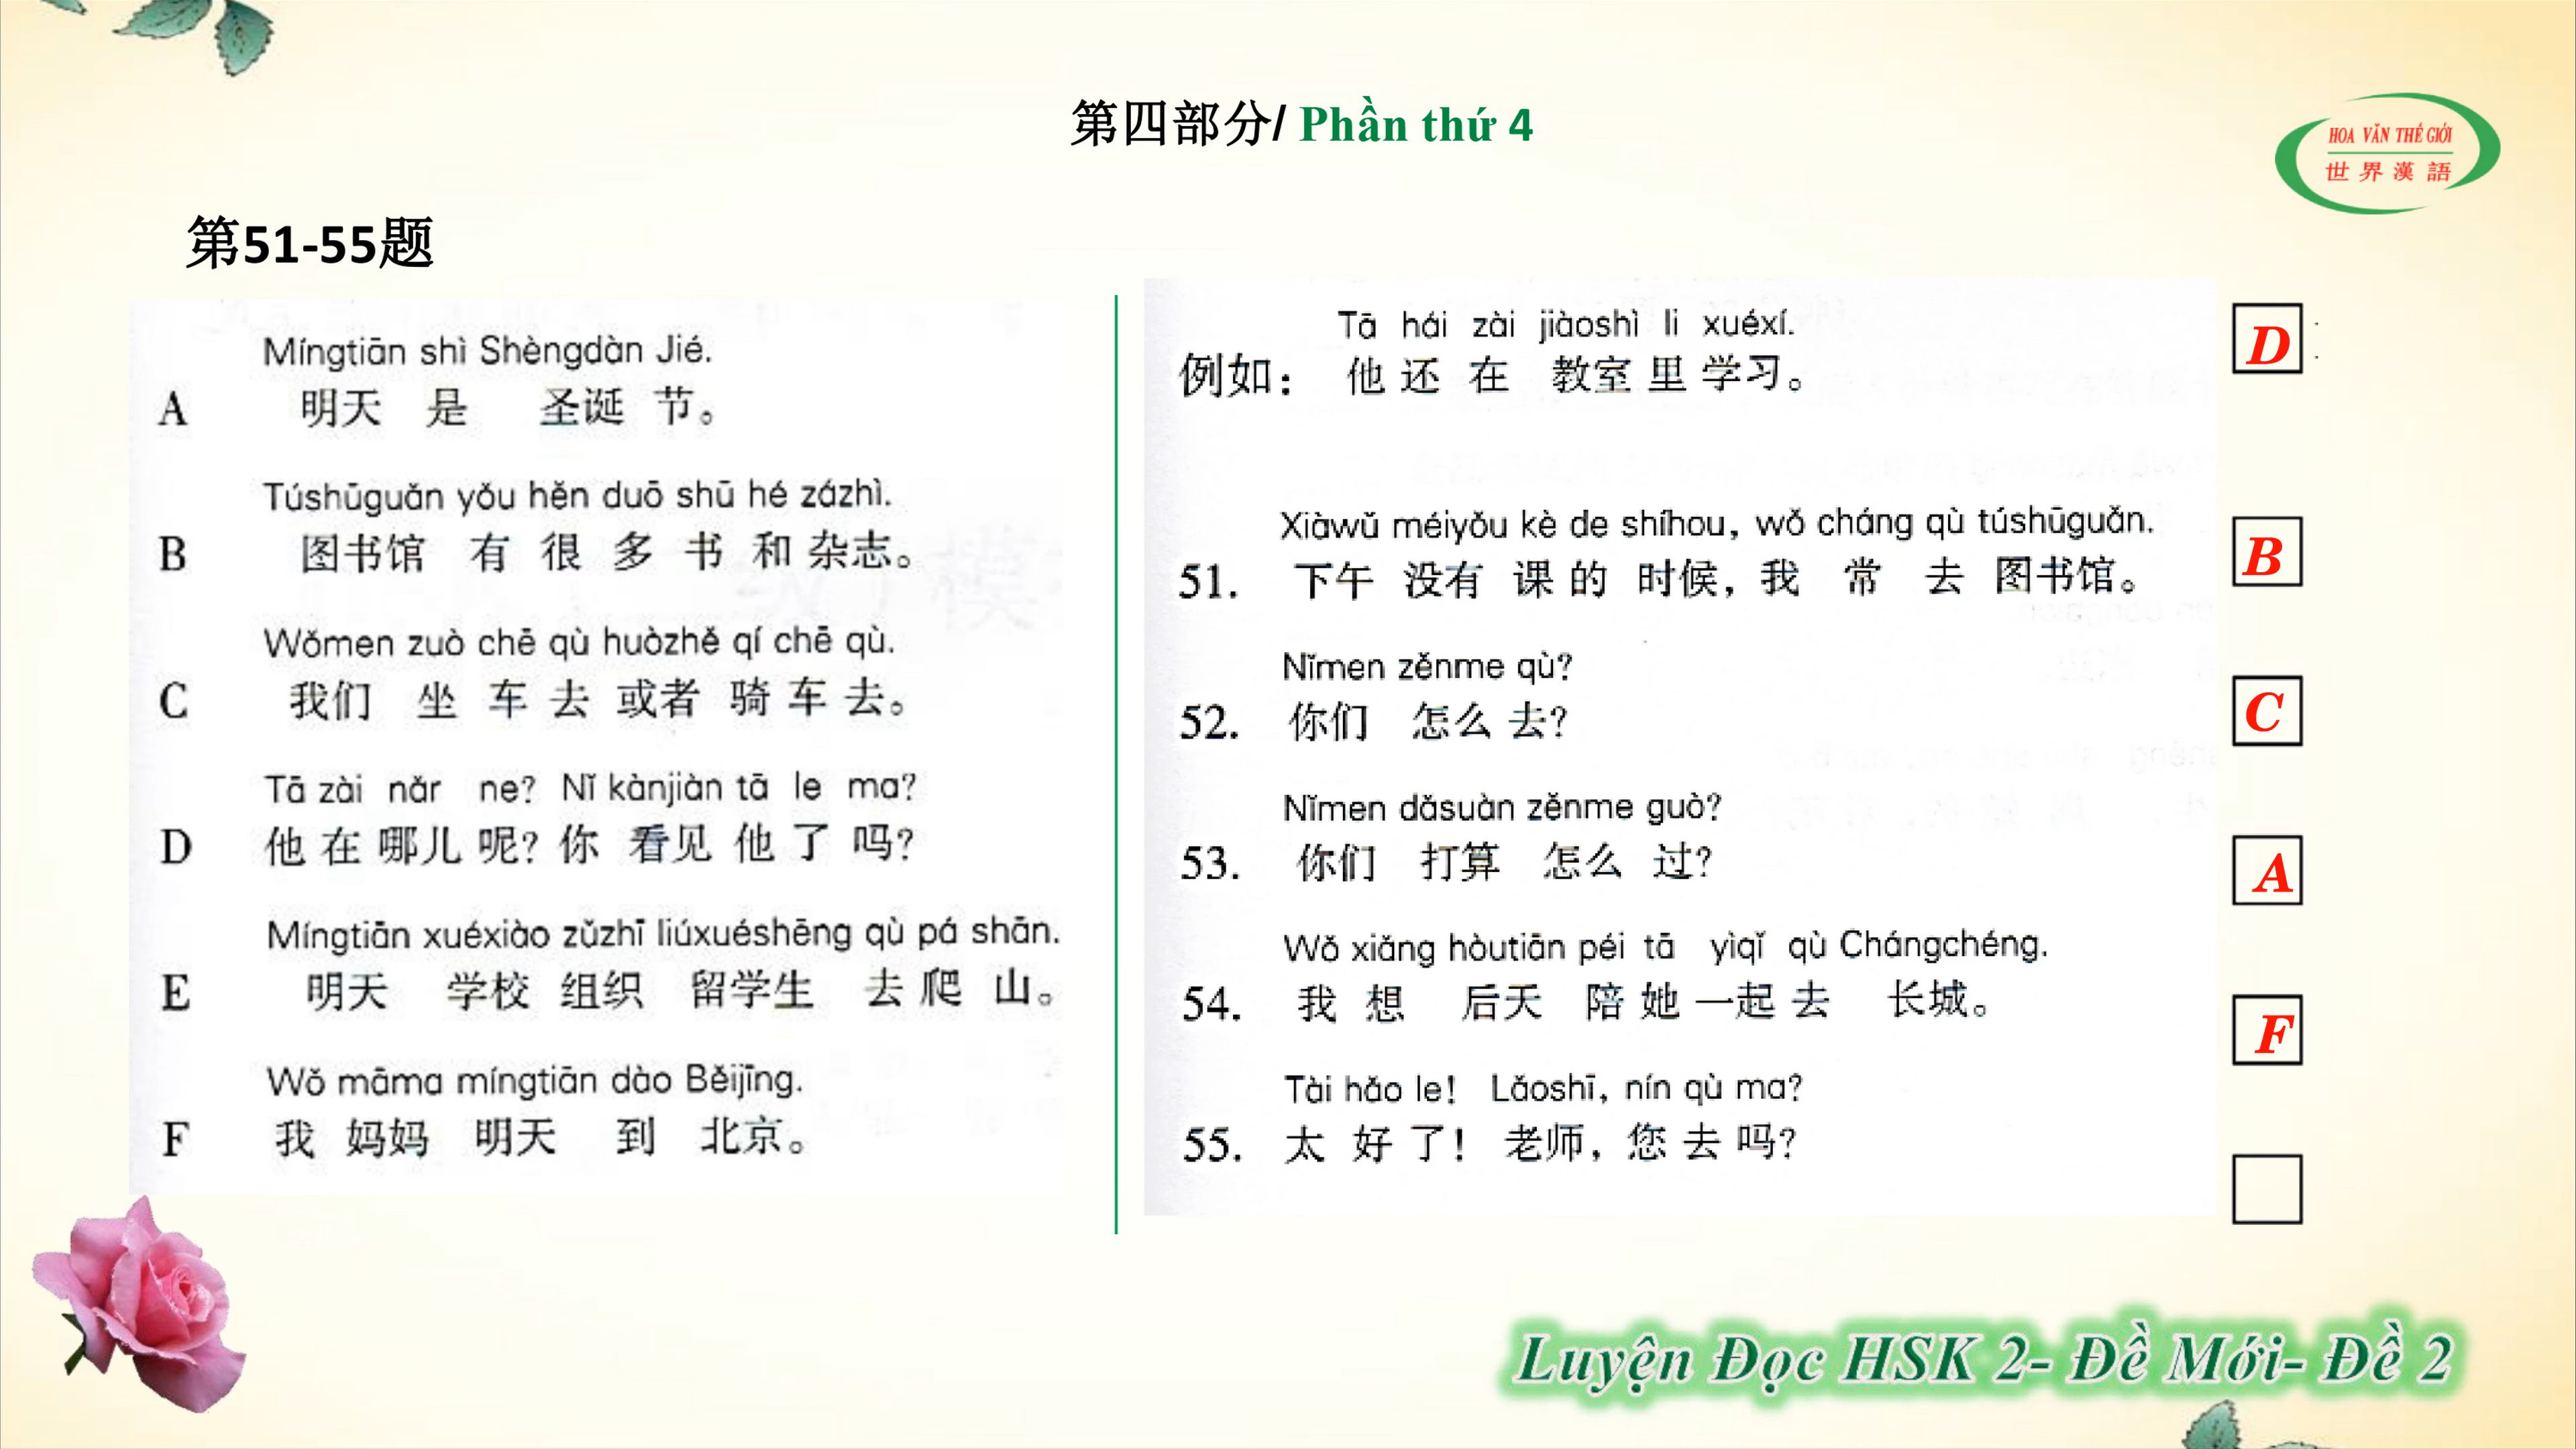 第四部分/ Phần thứ 4
HOA VĂN THẾ GIỚI
世界漢語
第51-55题
Míngtiān shì Shèngdàn Jié.
A 明天 是 圣诞 节。
Túshūguǎn yǒu hěn duō shū hé zázhì.
B 图书馆 有 很 多 书 和 杂志。
Wǒmen zuò chē qù huòzhě qí chē qù.
C 我们 坐 车 去 或者 骑 车 去。
Tā zài nǎr ne? Nǐ kànjiàn tā le ma?
D 他 在 哪儿 呢? 你 看见 他 了 吗?
Míngtiān xuéxiào zǔzhī liúxuéshēng qù pá shān.
E 明天 学校 组织 留学生 去 爬 山。
Wǒ māma míngtiān dào Běijīng.
F 我 妈妈 明天 到 北京。
Tā hái zài jiàoshì li xuéxí.
例如: 他 还 在 教室 里 学习。 D
Xiàwǔ méiyǒu kè de shíhou, wǒ cháng qù túshūguǎn.
51. 下午 没有 课 的 时候, 我 常 去 图书馆。 B
Nǐmen zěnme qù?
52. 你们 怎么 去? C
Nǐmen dǎsuàn zěnme guò?
53. 你们 打算 怎么 过? A
Wǒ xiǎng hòutiān péi tā yìqǐ qù Chángchéng.
54. 我 想 后天 陪 她 一起 去 长城。 F
Tài hǎo le! Lǎoshī, nín qù ma?
55. 太 好 了! 老师, 您 去 吗?
Luyện Đọc HSK 2- Đề Mới- Đề 2